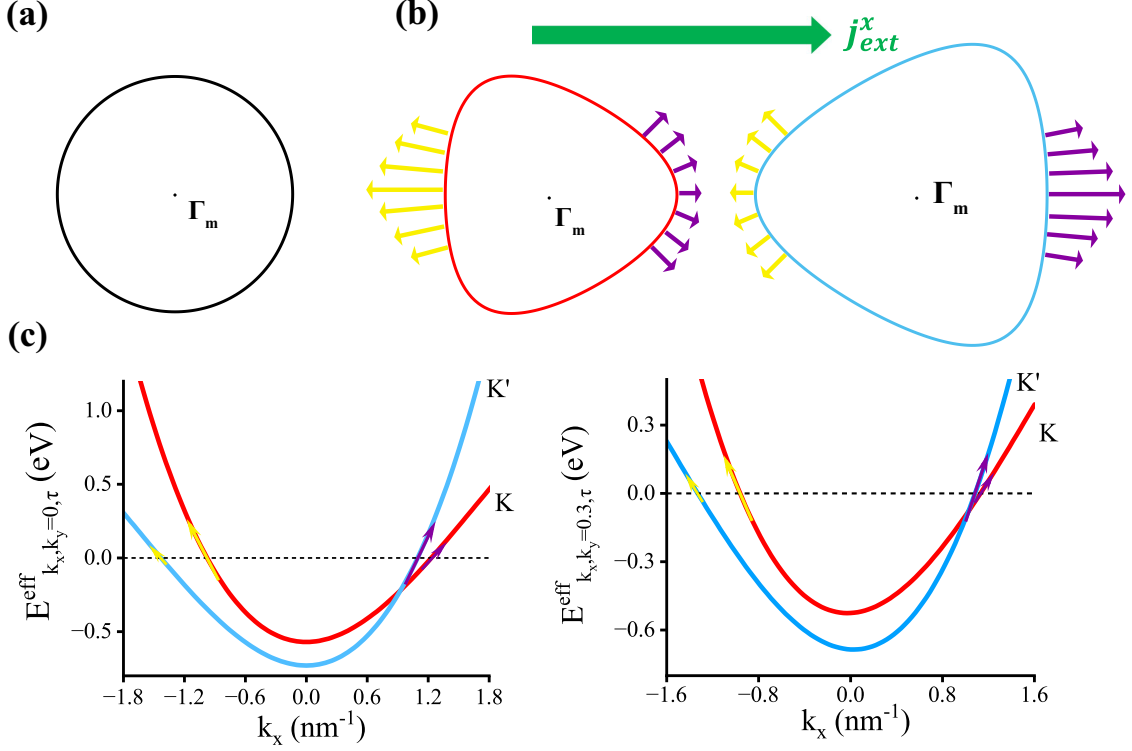 (a)
(b)
j^x_ext
Γm
Γm
Γm
(c)
E^eff_kx,ky=0,τ (eV)
1.0
0.5
0.0
−0.5
−1.8 −1.2 −0.6 0.0 0.6 1.2 1.8
kx (nm-1)
K'
K
E^eff_kx,ky=0.3,τ (eV)
0.3
0.0
−0.3
−0.6
−1.6 −0.8 0.0 0.8 1.6
kx (nm-1)
K'
K